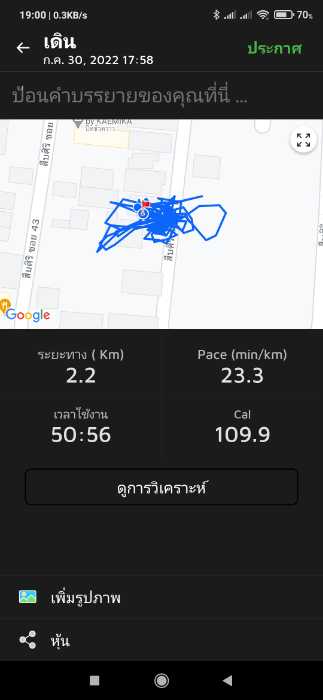 19:00 | 0.3KB/s
70%
เดิน
ก.ค. 30, 2022 17:58
ประกาศ
ป้อนคำบรรยายของคุณที่นี่ ...
by KAEMIKA
สืบศิริ ซอย
สืบศิริ ซอย 43
สืบศิ
Google
ระยะทาง ( Km)
Pace (min/km)
2.2
23.3
เวลาใช้งาน
Cal
50:56
109.9
ดูการวิเคราะห์
เพิ่มรูปภาพ
หุ้น